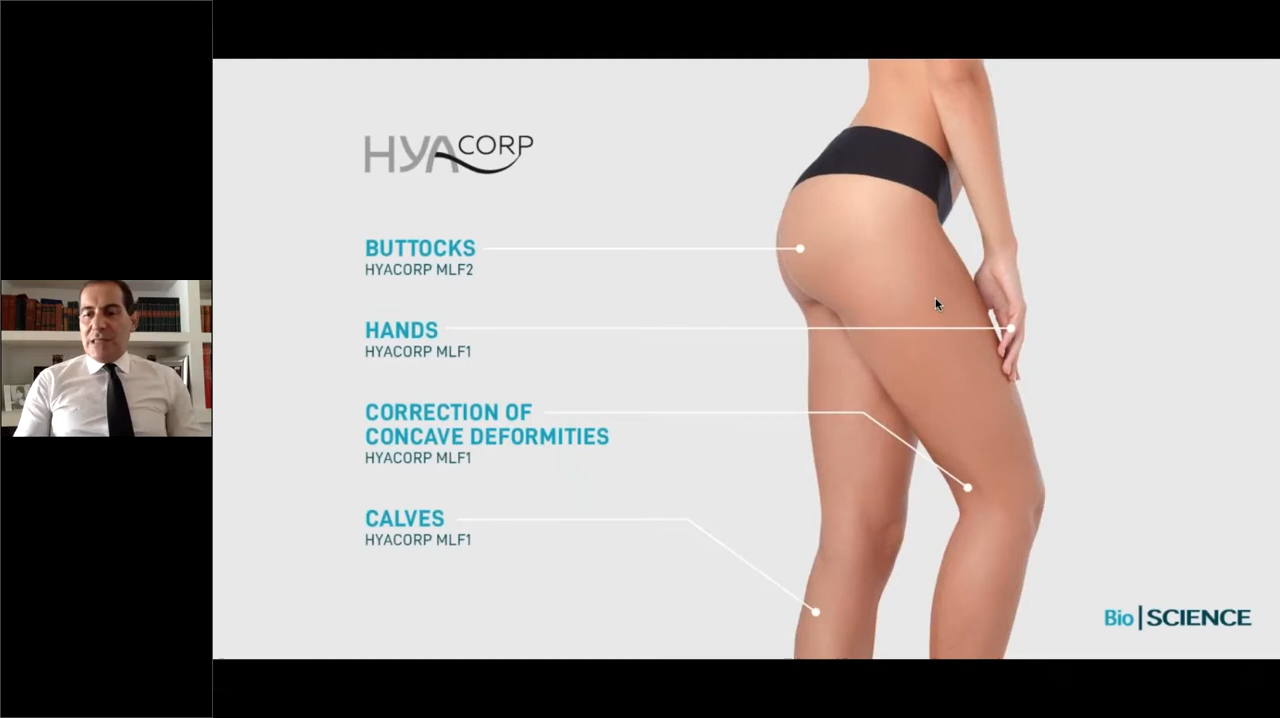 HYACORP
BUTTOCKS
HYACORP MLF2
HANDS
HYACORP MLF1
CORRECTION OF
CONCAVE DEFORMITIES
HYACORP MLF1
CALVES
HYACORP MLF1
Bio|SCIENCE